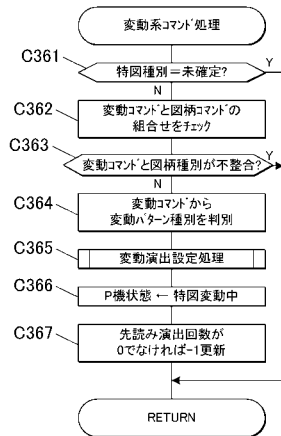 変動系コマンド処理
C361
特図種別＝未確定?
Y
N
C362
変動コマンドと図柄コマンドの
組合せをチェック
C363
変動コマンドと図柄種別が不整合?
Y
N
C364
変動コマンドから
変動パターン種別を判別
C365
変動演出設定処理
C366
P機状態 ← 特図変動中
C367
先読み演出回数が
0でなければ-1更新
RETURN